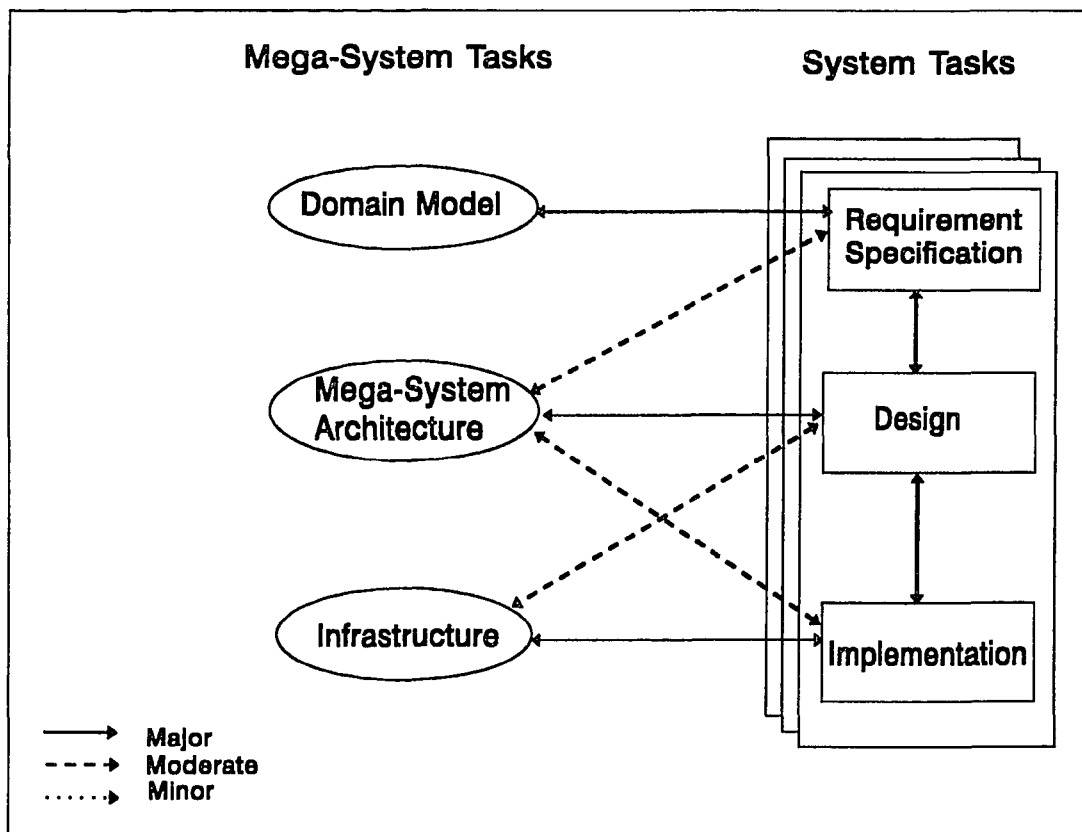 Mega-System Tasks
System Tasks
Domain Model
Requirement
Specification
Mega-System
Architecture
Design
Infrastructure
Implementation
Major
Moderate
Minor